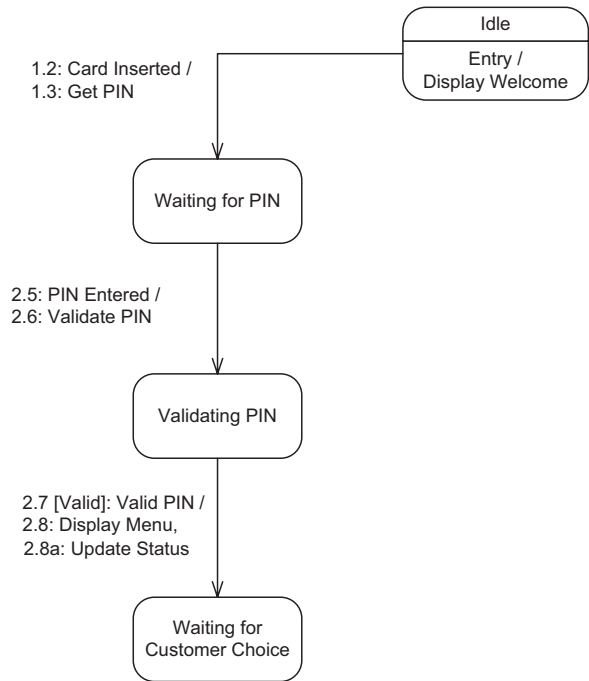 Idle
Entry /
Display Welcome
1.2: Card Inserted /
1.3: Get PIN
Waiting for PIN
2.5: PIN Entered /
2.6: Validate PIN
Validating PIN
2.7 [Valid]: Valid PIN /
2.8: Display Menu,
2.8a: Update Status
Waiting for
Customer Choice